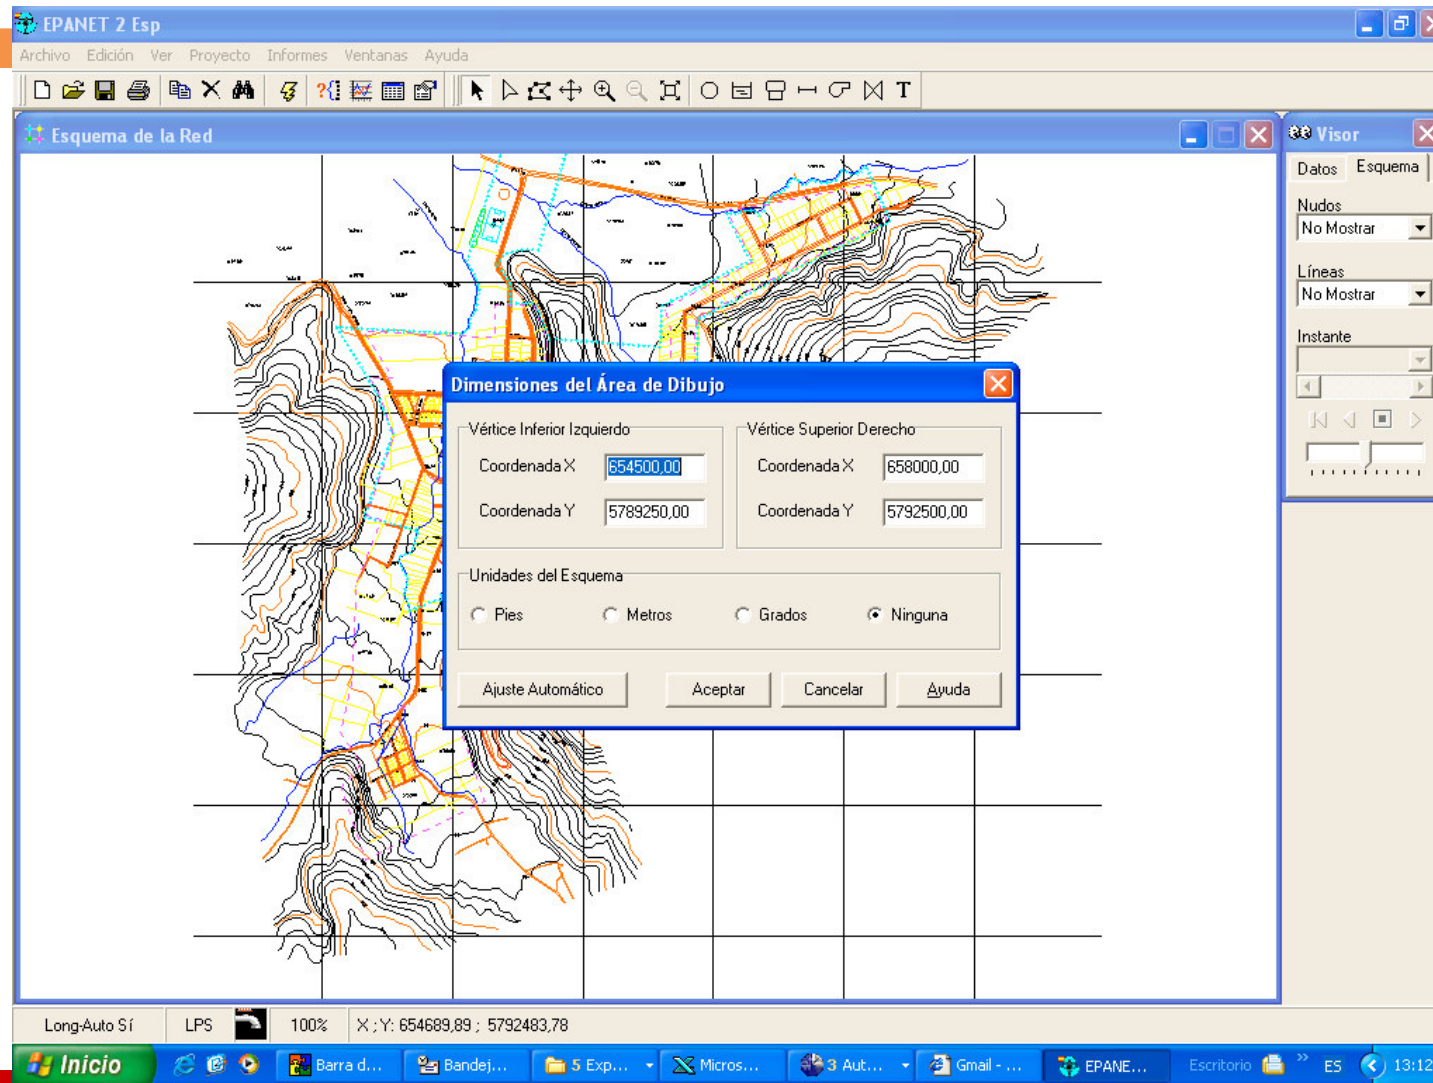 EPANET 2 Esp
Archivo Edición Ver Proyecto Informes Ventanas Ayuda
T
Esquema de la Red
Visor
Datos Esquema
Nudos
No Mostrar
Líneas
No Mostrar
Instante
Dimensiones del Área de Dibujo
Vértice Inferior Izquierdo
Coordenada X 654500,00
Coordenada Y 5789250,00
Vértice Superior Derecho
Coordenada X 658000,00
Coordenada Y 5792500,00
Unidades del Esquema
Pies Metros Grados Ninguna
Ajuste Automático Aceptar Cancelar Ayuda
Long-Auto Sí LPS 100% X ; Y: 654689,89 ; 5792483,78
Inicio Barra d... Bandej... 5 Exp... Micros... 3 Aut... Gmail - ... EPANE... Escritorio » ES 13:12